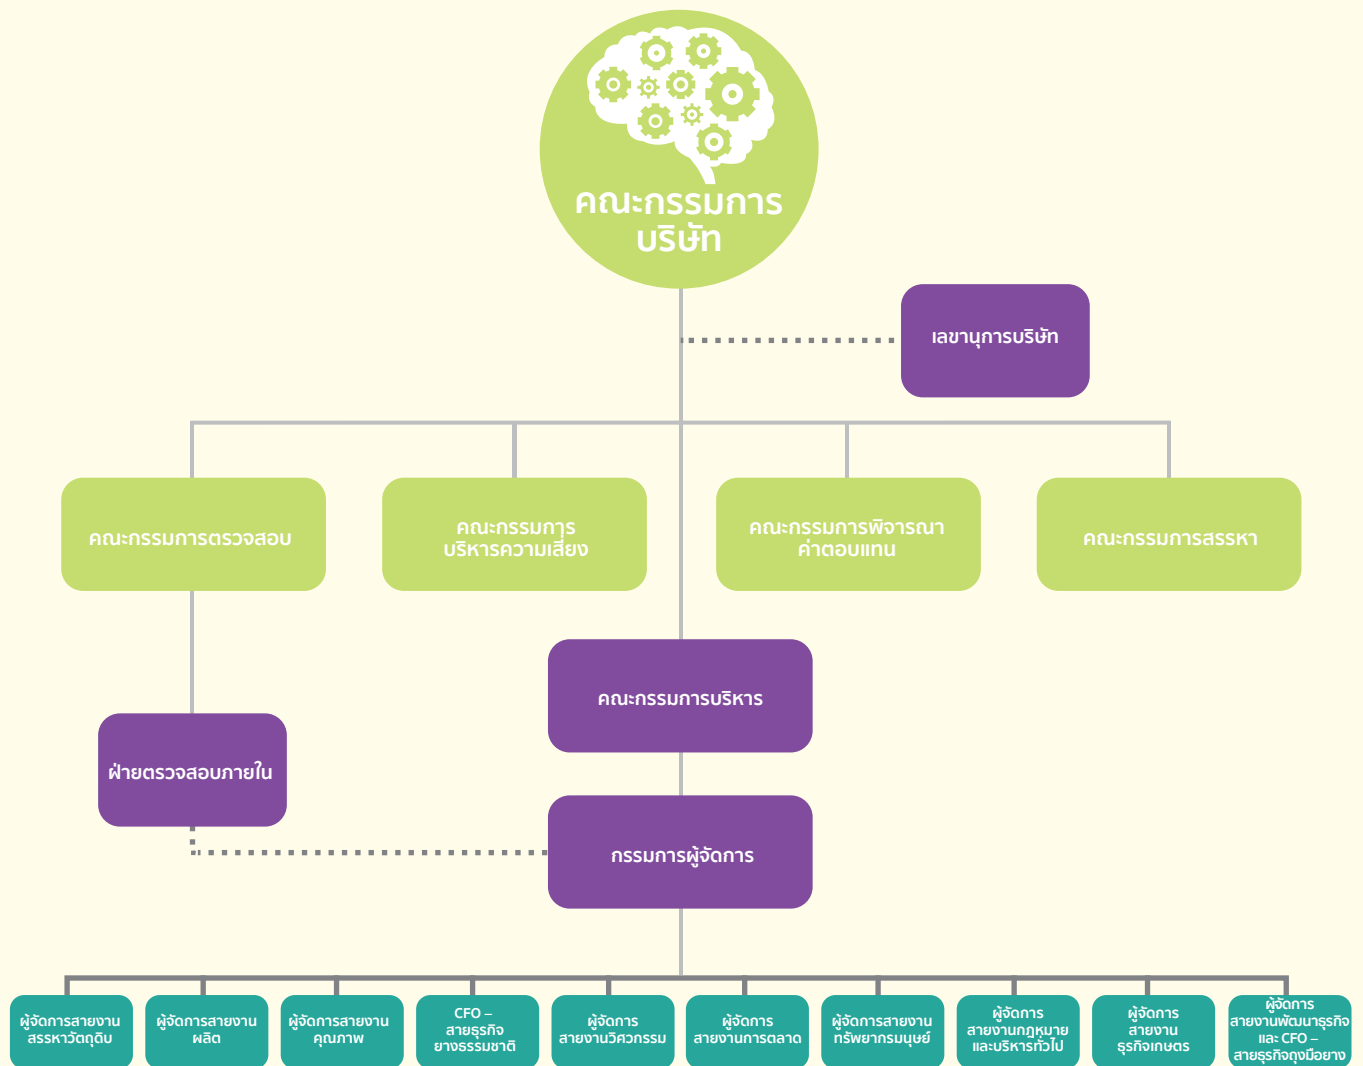 คณะกรรมการ
บริษัท
เลขานุการบริษัท
คณะกรรมการตรวจสอบ
คณะกรรมการ
บริหารความเสี่ยง
คณะกรรมการพิจารณา
ค่าตอบแทน
คณะกรรมการสรรหา
คณะกรรมการบริหาร
ฝ่ายตรวจสอบภายใน
กรรมการผู้จัดการ
ผู้จัดการสายงาน
สรรหาวัตถุดิบ
ผู้จัดการสายงาน
ผลิต
ผู้จัดการสายงาน
คุณภาพ
CFO –
สายธุรกิจ
ยางธรรมชาติ
ผู้จัดการ
สายงานวิศวกรรม
ผู้จัดการ
สายงานการตลาด
ผู้จัดการสายงาน
ทรัพยากรมนุษย์
ผู้จัดการ
สายงานกฎหมาย
และบริหารทั่วไป
ผู้จัดการ
สายงาน
ธุรกิจเกษตร
ผู้จัดการ
สายงานพัฒนาธุรกิจ
และ CFO –
สายธุรกิจถุงมือยาง